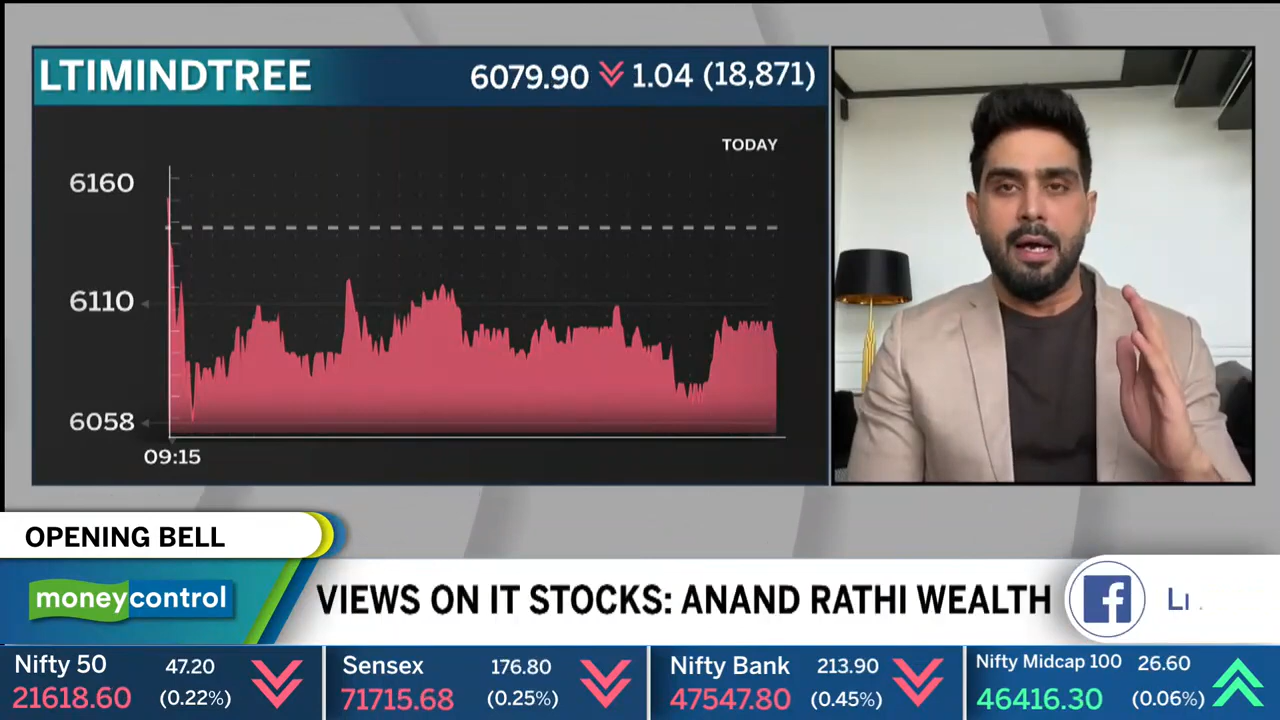 LTIMINDTREE
6079.90 1.04 (18,871)
TODAY
6160
6110
6058
09:15
OPENING BELL
moneycontrol
VIEWS ON IT STOCKS: ANAND RATHI WEALTH
Nifty 50 47.20
21618.60 (0.22%)
Sensex 176.80
71715.68 (0.25%)
Nifty Bank 213.90
47547.80 (0.45%)
Nifty Midcap 100 26.60
46416.30 (0.06%)